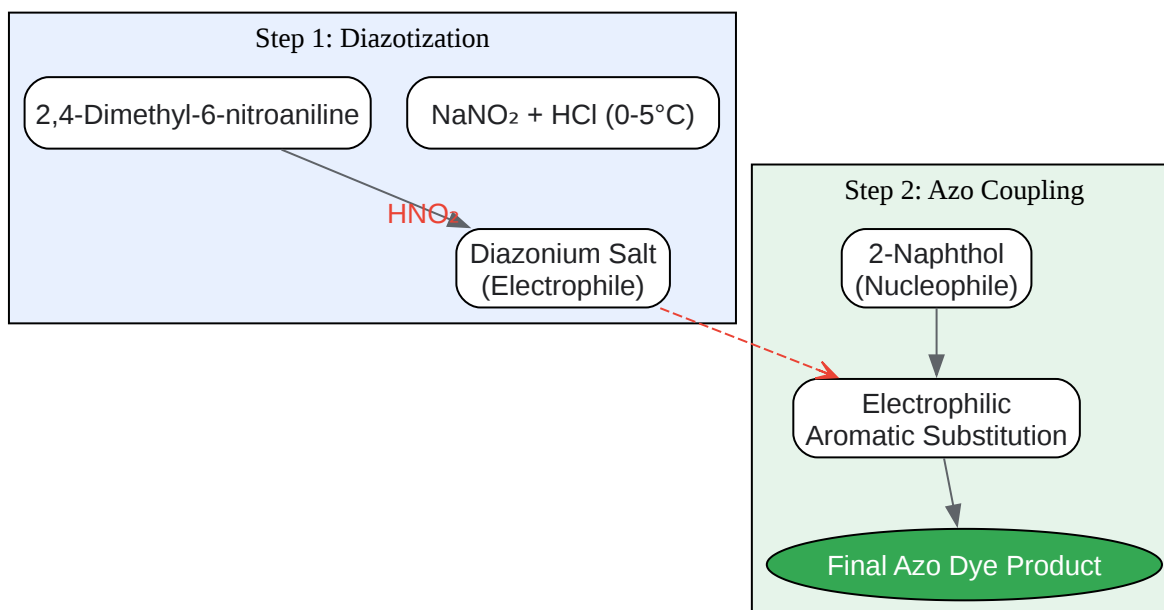 Step 1: Diazotization
2,4-Dimethyl-6-nitroaniline
NaNO₂ + HCl (0-5°C)
HNO₂
Diazonium Salt
(Electrophile)
Step 2: Azo Coupling
2-Naphthol
(Nucleophile)
Electrophilic
Aromatic Substitution
Final Azo Dye Product